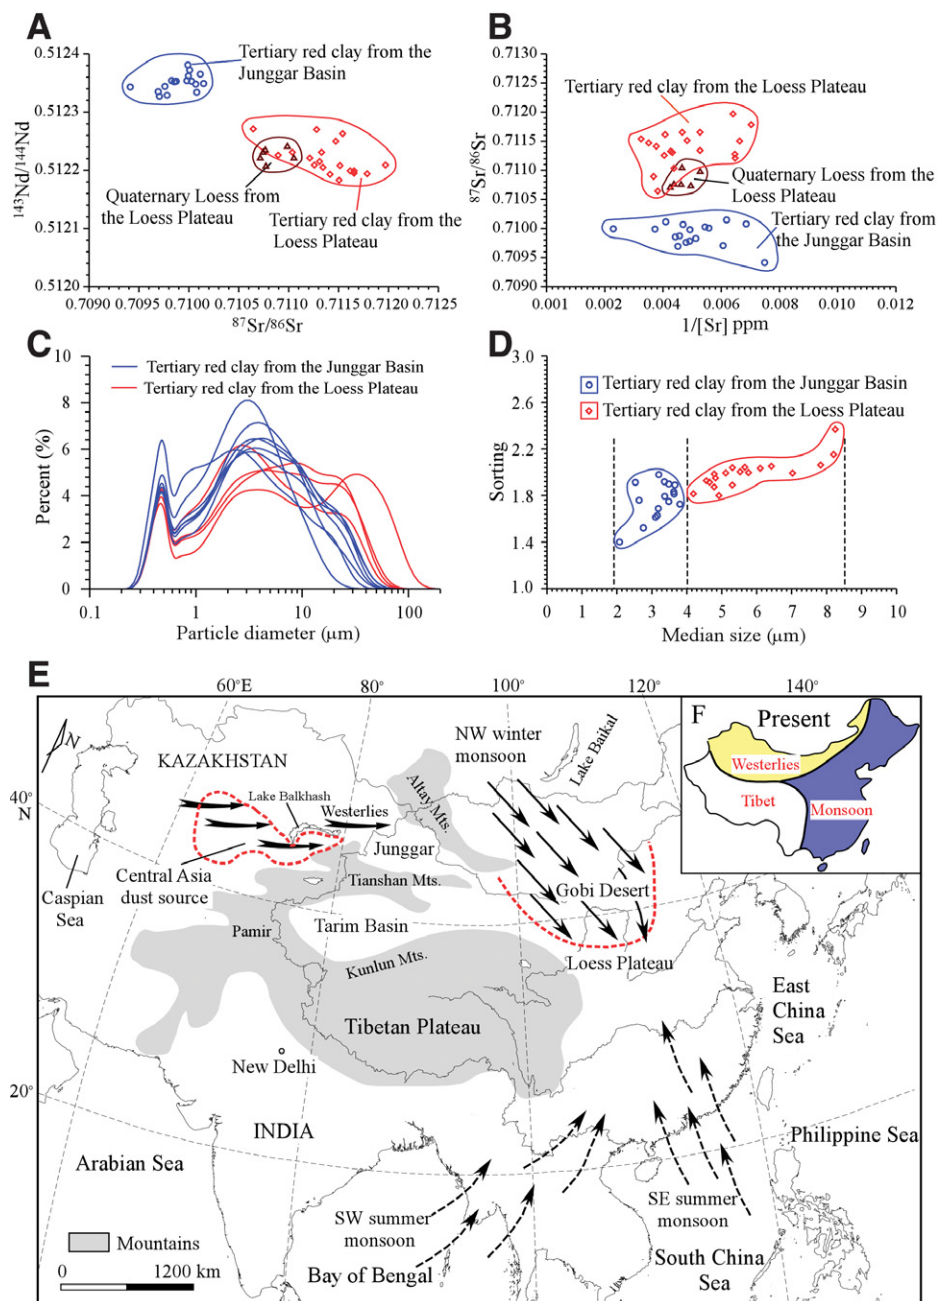 A
0.5124
0.5123
0.5122
0.5121
0.5120
143Nd/144Nd
Tertiary red clay from the
Junggar Basin
Quaternary Loess from
the Loess Plateau
Tertiary red clay from the
Loess Plateau
0.7090 0.7095 0.7100 0.7105 0.7110 0.7115 0.7120 0.7125
87Sr/86Sr
B
0.7130
0.7125
0.7120
0.7115
0.7110
0.7105
0.7100
0.7095
0.7090
87Sr/86Sr
Tertiary red clay from the Loess Plateau
Quaternary Loess from the
Loess Plateau
Tertiary red clay from
the Junggar Basin
0.001 0.002 0.004 0.006 0.008 0.010 0.012
1/[Sr] ppm
C
10
8
6
4
2
0
Percent (%)
Tertiary red clay from the Junggar Basin
Tertiary red clay from the Loess Plateau
0.1 1 10 100
Particle diameter (μm)
D
3.0
2.6
2.2
1.8
1.4
1.0
Sorting
Tertiary red clay from the Junggar Basin
Tertiary red clay from the Loess Plateau
0 1 2 3 4 5 6 7 8 9 10
Median size (μm)
E
60°E 80° 100° 120° 140°
40°
N
20°
N
KAZAKHSTAN
Lake Balkhash
Westerlies
Altay Mts.
NW winter
monsoon
Lake Baikal
Junggar
Central Asia
dust source
Caspian
Sea
Tianshan Mts.
Gobi Desert
Pamir
Tarim Basin
Loess Plateau
Kunlun Mts.
Tibetan Plateau
East
China
Sea
New Delhi
INDIA
Arabian Sea
Philippine Sea
SW summer
monsoon
SE summer
monsoon
Bay of Bengal
South China
Sea
Mountains
0 1200 km
F
Present
Westerlies
Tibet
Monsoon